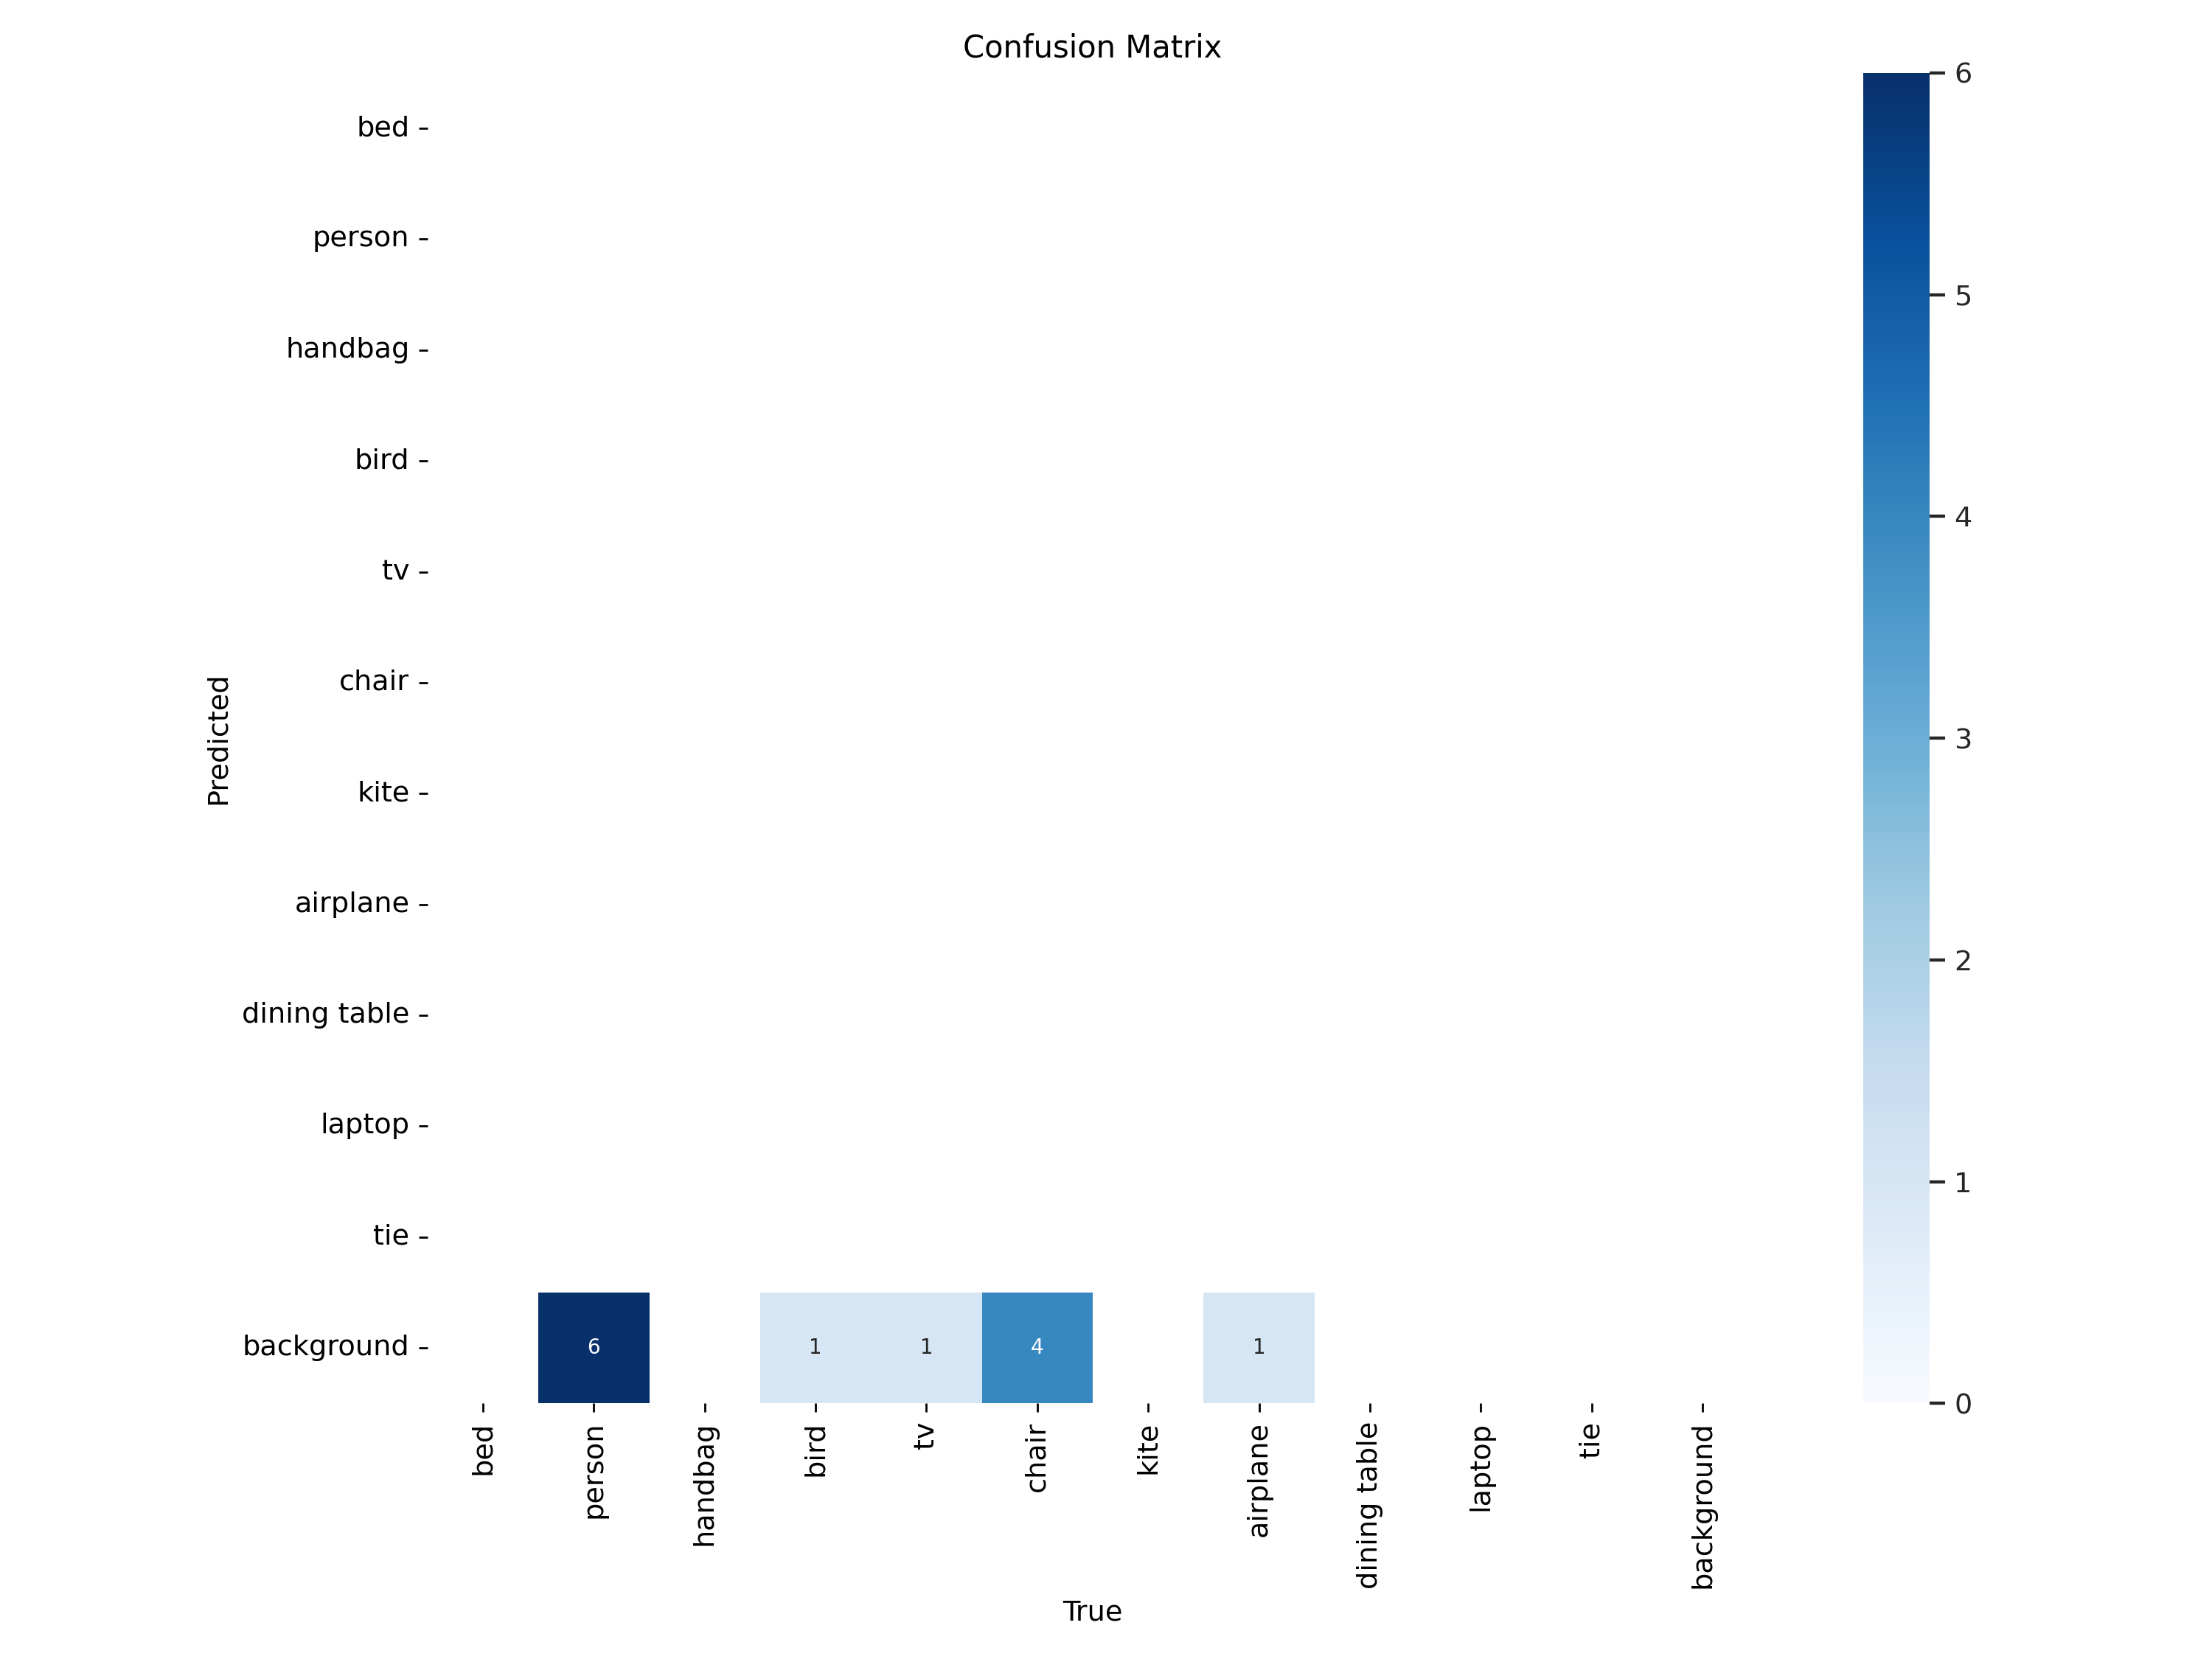 Confusion Matrix
bed
person
handbag
bird
tv
chair
kite
airplane
dining table
laptop
tie
background
Predicted
6 1 1 4 1
bed person handbag bird tv chair kite airplane dining table laptop tie background
True
6
5
4
3
2
1
0